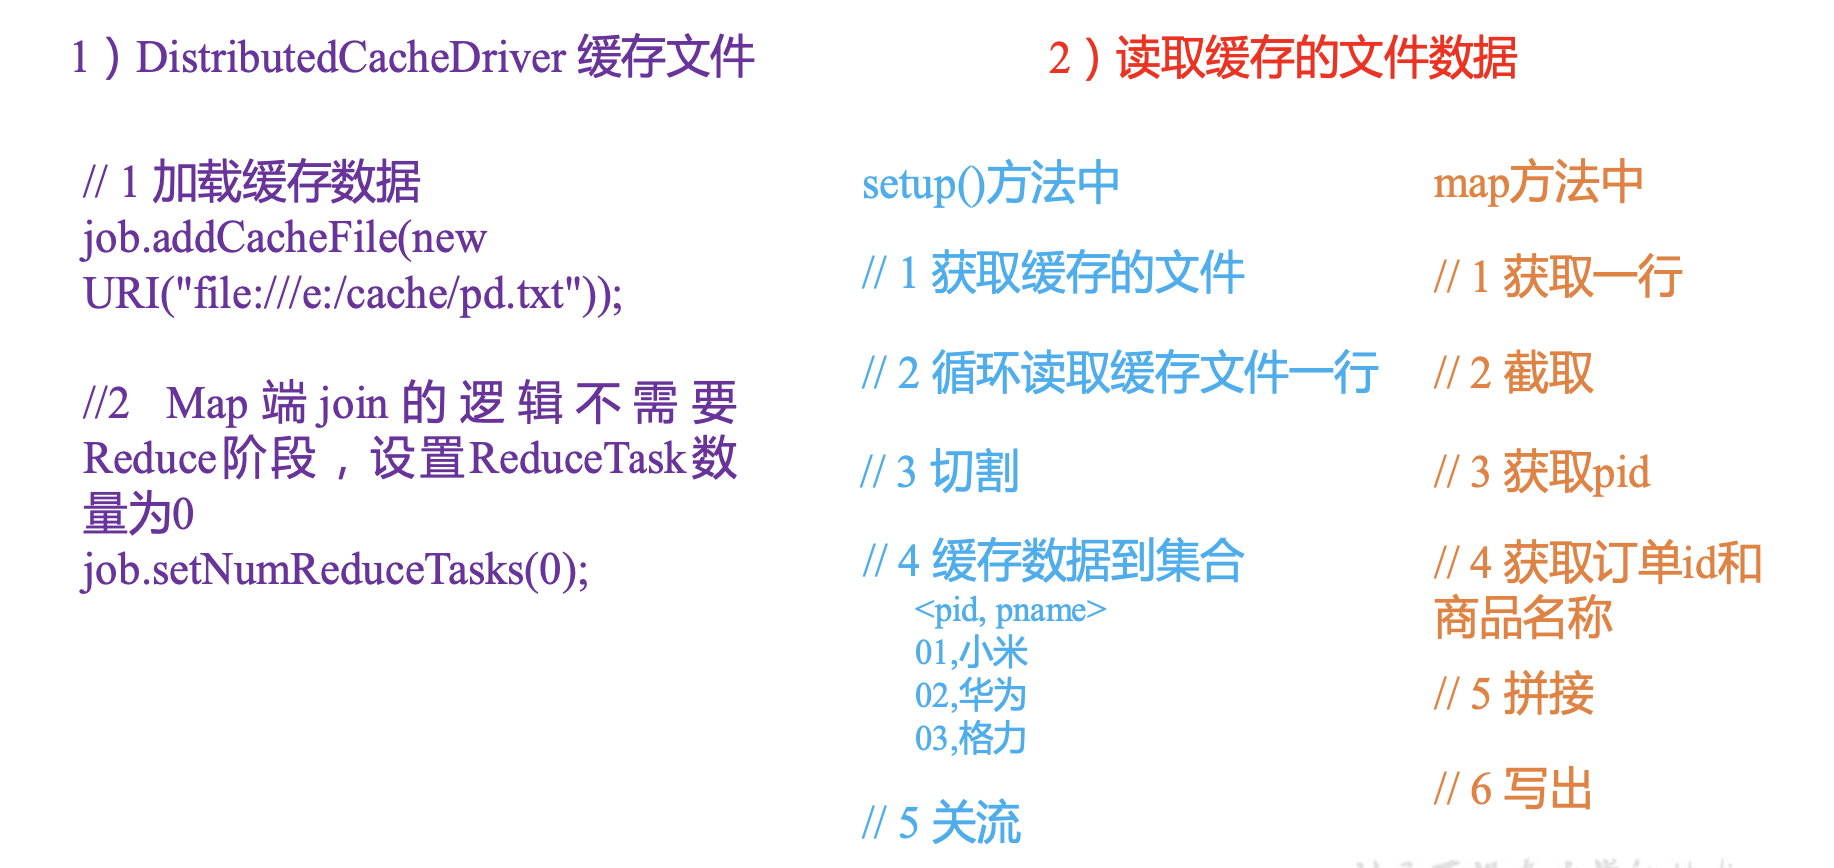 1）DistributedCacheDriver 缓存文件
2）读取缓存的文件数据
// 1 加载缓存数据
job.addCacheFile(new
URI("file:///e:/cache/pd.txt"));
//2 Map 端 join 的逻辑不需要
Reduce阶段，设置ReduceTask数
量为0
job.setNumReduceTasks(0);
setup()方法中
// 1 获取缓存的文件
// 2 循环读取缓存文件一行
// 3 切割
// 4 缓存数据到集合
<pid, pname>
01,小米
02,华为
03,格力
// 5 关流
map方法中
// 1 获取一行
// 2 截取
// 3 获取pid
// 4 获取订单id和
商品名称
// 5 拼接
// 6 写出